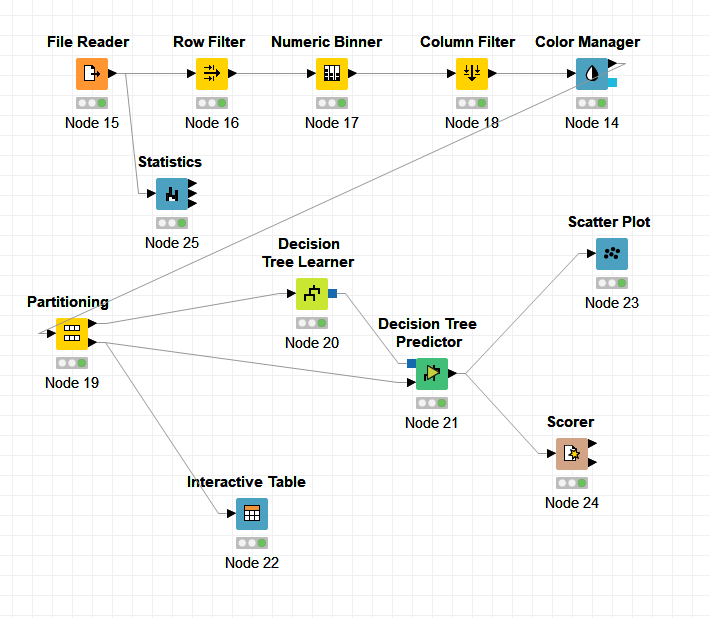 File Reader
Row Filter
Numeric Binner
Column Filter
Color Manager
Node 15
Node 16
Node 17
Node 18
Node 14
Statistics
Node 25
Scatter Plot
Node 23
Decision
Tree Learner
Node 20
Partitioning
Node 19
Decision Tree
Predictor
Node 21
Scorer
Node 24
Interactive Table
Node 22